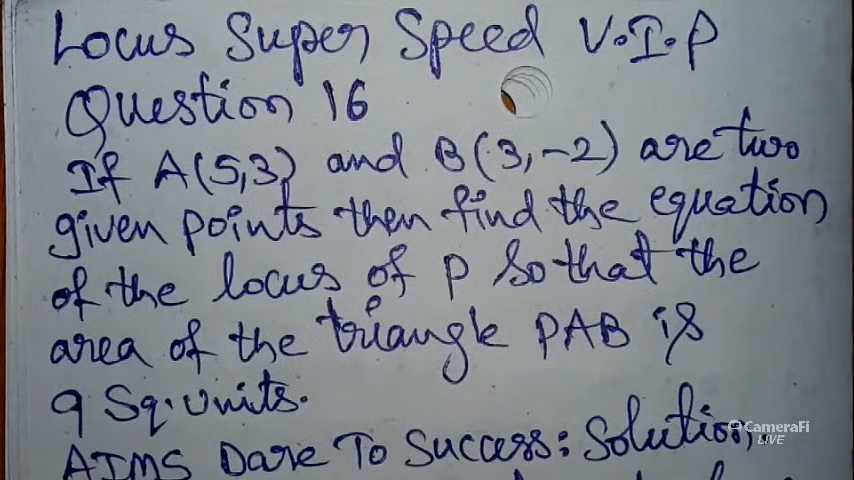 Locus Super Speed V.I.P
Question 16
If A(5,3) and B(3,-2) are two
given points then find the equation
of the locus of P so that the
area of the triangle PAB is
9 Sq. units.
CameraFi
LIVE
AIMS Dare To Success: Solution,